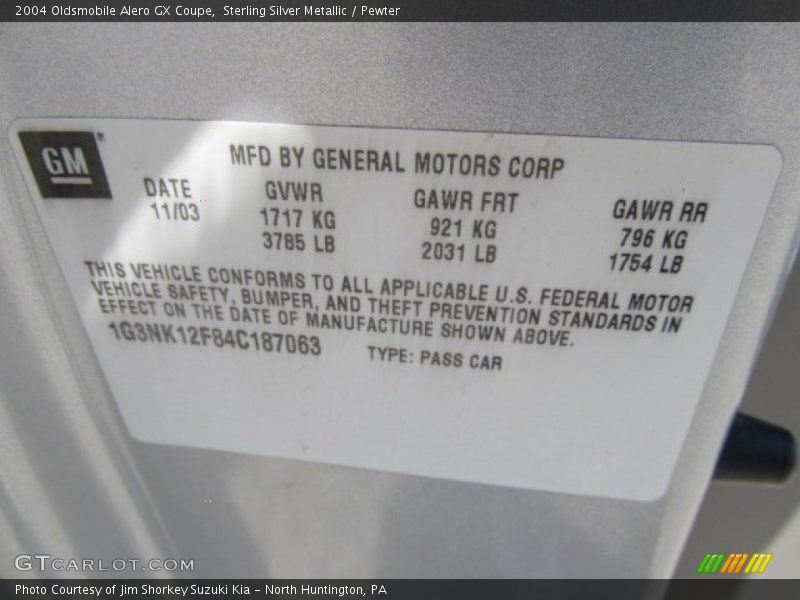 2004 Oldsmobile Alero GX Coupe, Sterling Silver Metallic / Pewter
GM
MFD BY GENERAL MOTORS CORP
DATE GVWR GAWR FRT GAWR RR
11/03 1717 KG 921 KG 796 KG
3785 LB 2031 LB 1754 LB
THIS VEHICLE CONFORMS TO ALL APPLICABLE U.S. FEDERAL MOTOR
VEHICLE SAFETY, BUMPER, AND THEFT PREVENTION STANDARDS IN
EFFECT ON THE DATE OF MANUFACTURE SHOWN ABOVE.
1G3NK12F84C187063 TYPE: PASS CAR
GTCARLOT.COM
Photo Courtesy of Jim Shorkey Suzuki Kia - North Huntington, PA